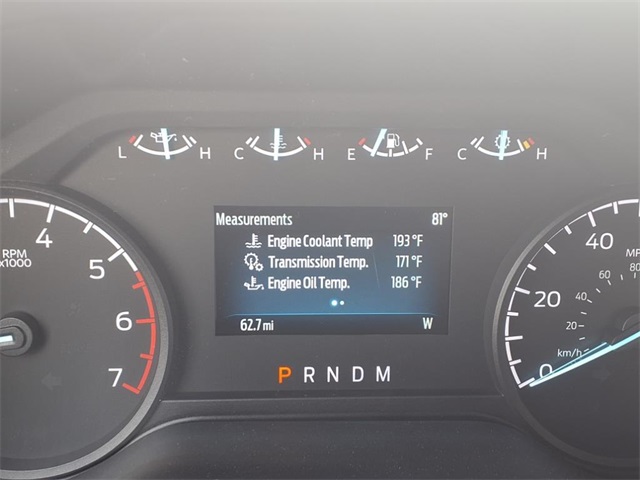 L H C H E F C H
RPM
x1000
4
5
6
7
Measurements 81°
Engine Coolant Temp 193 °F
Transmission Temp. 171 °F
Engine Oil Temp. 186 °F
62.7 mi W
P R N D M
40
20
0
80
60
40
20
km/h